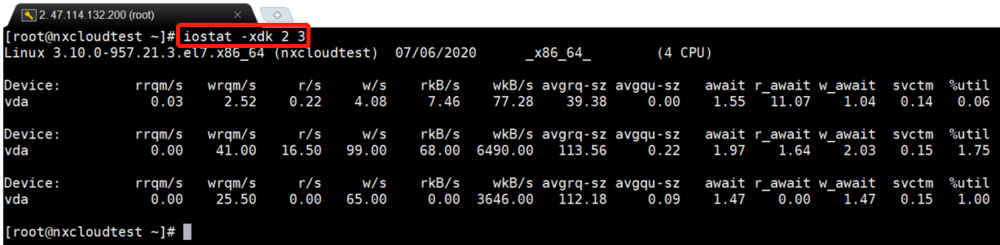 2. 47.114.132.200 (root)
[root@nxcloudtest ~]# iostat -xdk 2 3
Linux 3.10.0-957.21.3.el7.x86_64 (nxcloudtest) 07/06/2020 _x86_64_ (4 CPU)
Device: rrqm/s wrqm/s r/s w/s rkB/s wkB/s avgrq-sz avgqu-sz await r_await w_await svctm %util
vda 0.03 2.52 0.22 4.08 7.46 77.28 39.38 0.00 1.55 11.07 1.04 0.14 0.06
Device: rrqm/s wrqm/s r/s w/s rkB/s wkB/s avgrq-sz avgqu-sz await r_await w_await svctm %util
vda 0.00 41.00 16.50 99.00 68.00 6490.00 113.56 0.22 1.97 1.64 2.03 0.15 1.75
Device: rrqm/s wrqm/s r/s w/s rkB/s wkB/s avgrq-sz avgqu-sz await r_await w_await svctm %util
vda 0.00 25.50 0.00 65.00 0.00 3646.00 112.18 0.09 1.47 0.00 1.47 0.15 1.00
[root@nxcloudtest ~]#